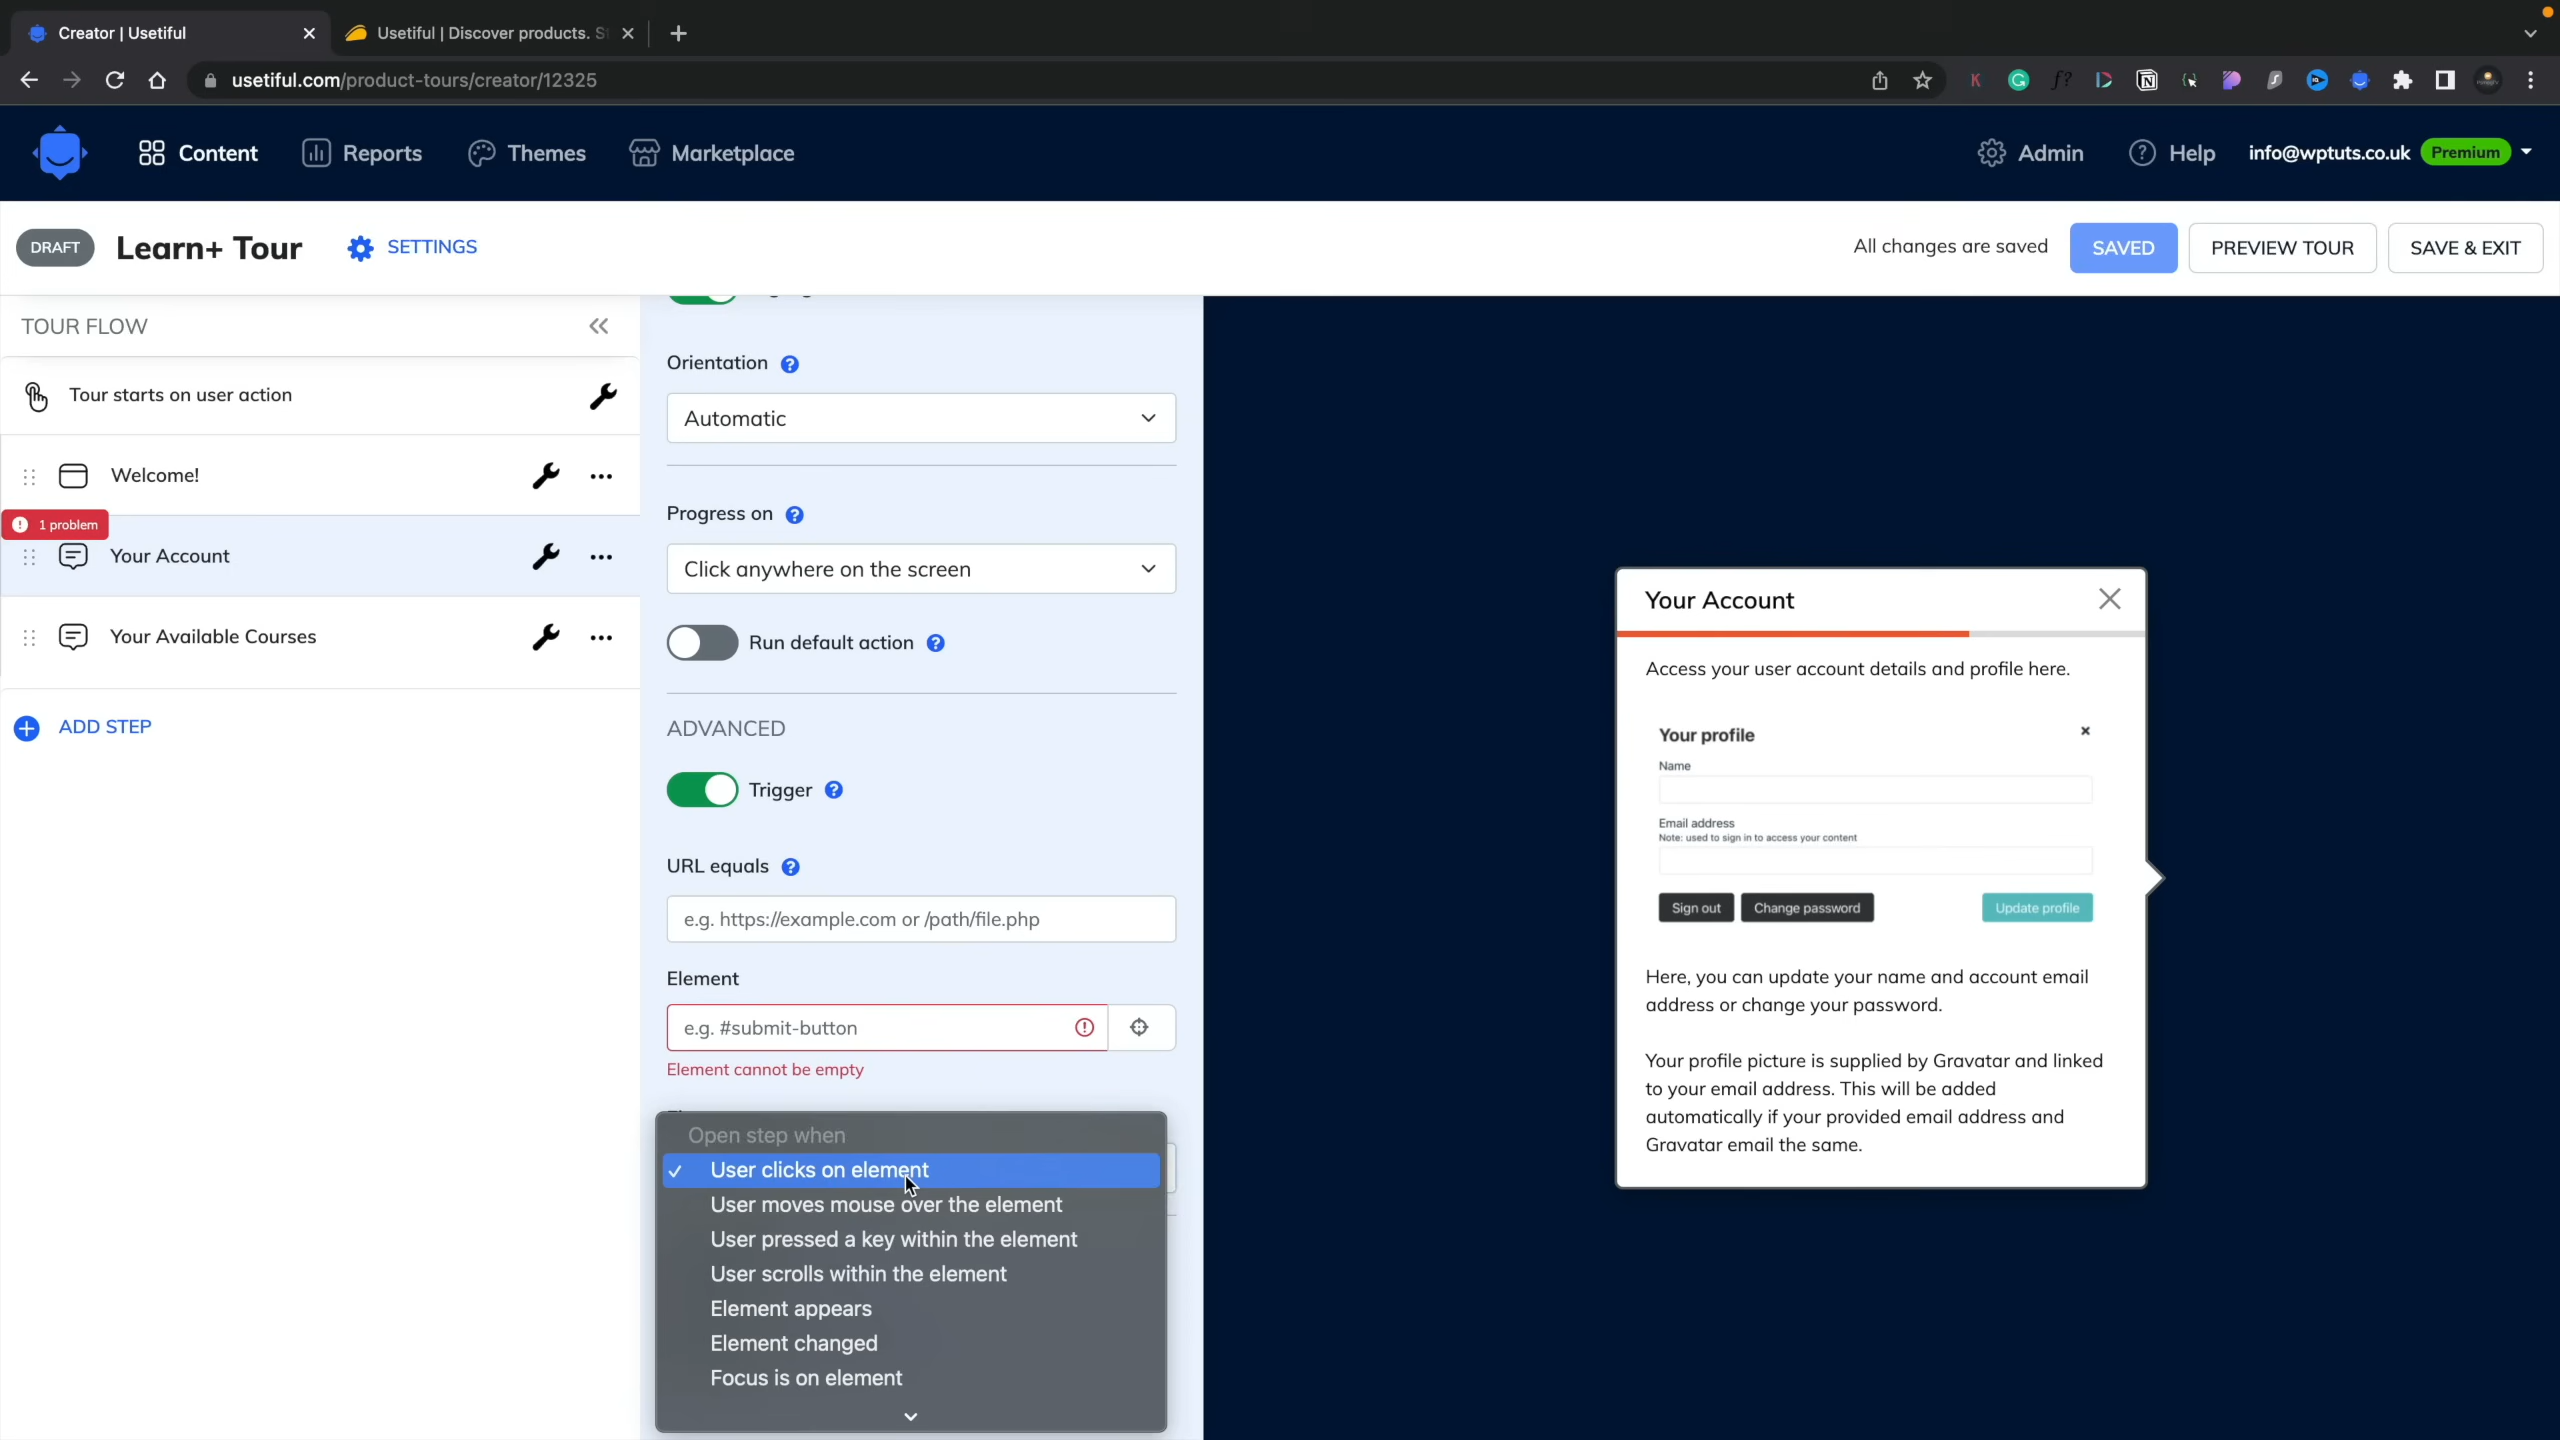 Creator | Usetiful
Usetiful | Discover products. St
usetiful.com/product-tours/creator/12325
Content
Reports
Themes
Marketplace
Admin
Help
info@wptuts.co.uk
Premium
DRAFT
Learn+ Tour
SETTINGS
All changes are saved
SAVED
PREVIEW TOUR
SAVE & EXIT
TOUR FLOW
Tour starts on user action
Welcome!
1 problem
Your Account
Your Available Courses
ADD STEP
Orientation
Automatic
Progress on
Click anywhere on the screen
Run default action
ADVANCED
Trigger
URL equals
e.g. https://example.com or /path/file.php
Element
e.g. #submit-button
Element cannot be empty
Open step when
User clicks on element
User moves mouse over the element
User pressed a key within the element
User scrolls within the element
Element appears
Element changed
Focus is on element
Your Account
Access your user account details and profile here.
Your profile
Name
Email address
Note: used to sign in to access your content
Sign out
Change password
Update profile
Here, you can update your name and account email
address or change your password.
Your profile picture is supplied by Gravatar and linked
to your email address. This will be added
automatically if your provided email address and
Gravatar email the same.